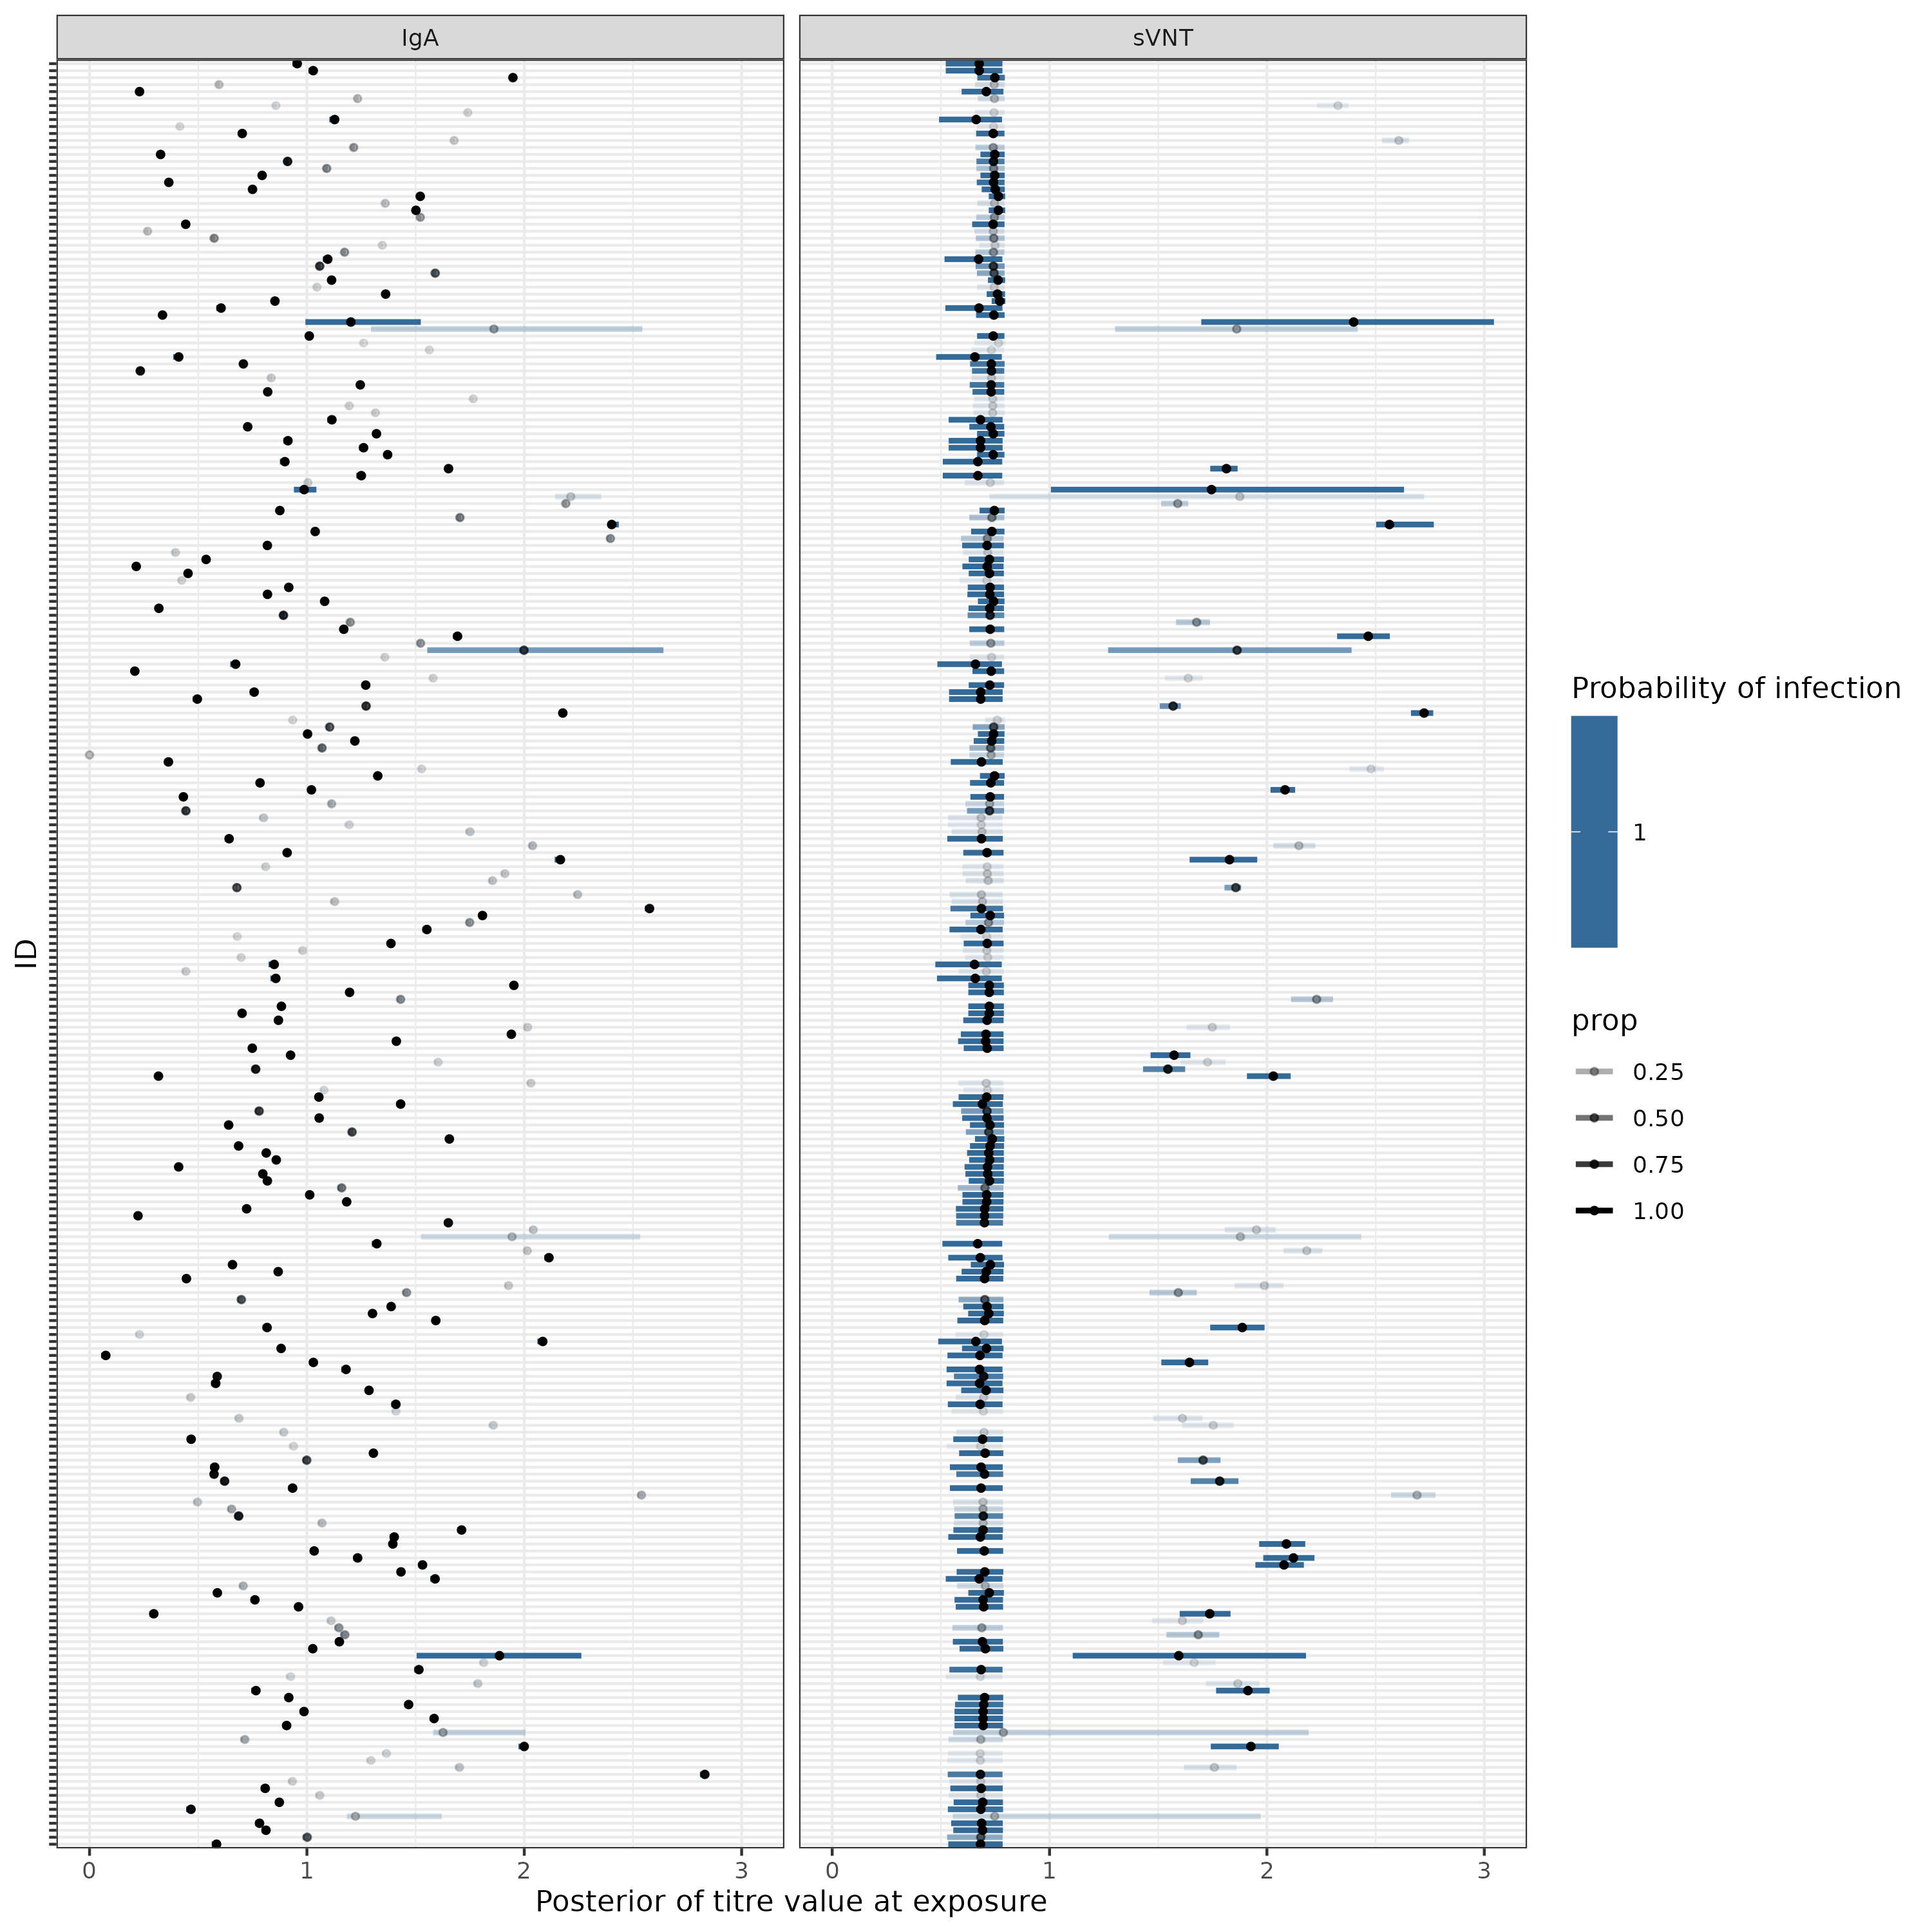 IgA
sVNT
ID
0
1
2
3
0
1
2
3
Posterior of titre value at exposure
Probability of infection
1
prop
0.25
0.50
0.75
1.00